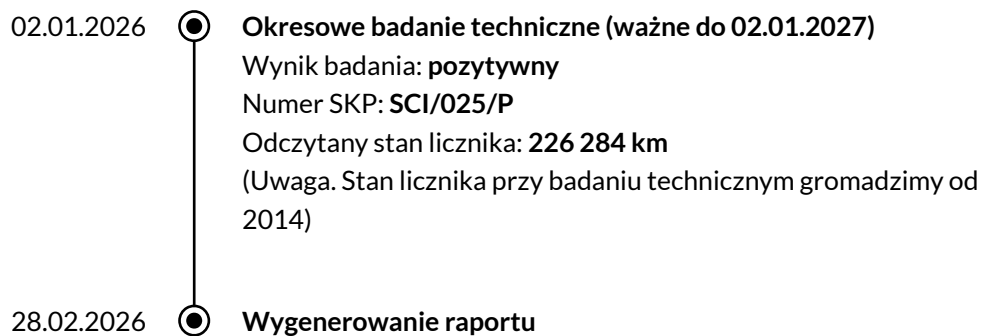 02.01.2026 Okresowe badanie techniczne (ważne do 02.01.2027)
Wynik badania: pozytywny
Numer SKP: SCI/025/P
Odczytany stan licznika: 226 284 km
(Uwaga. Stan licznika przy badaniu technicznym gromadzimy od
2014)
28.02.2026 Wygenerowanie raportu